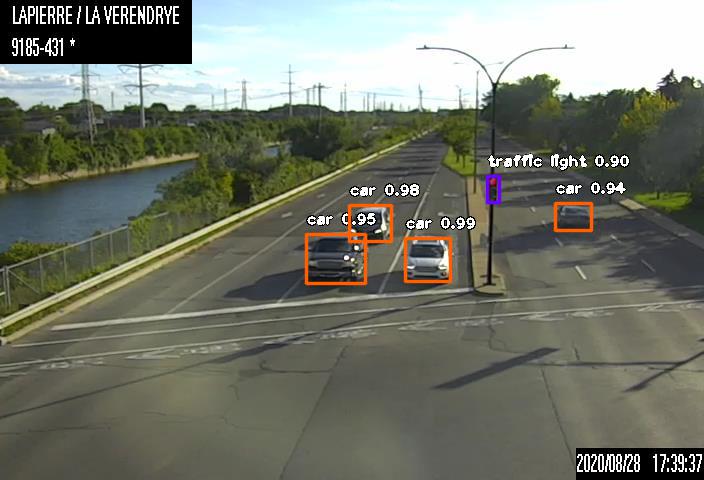 LAPIERRE / LA VERENDRYE
9185-431 *
traffic light 0.90
car 0.98
car 0.94
car 0.95
car 0.99
2020/08/28 17:39:37